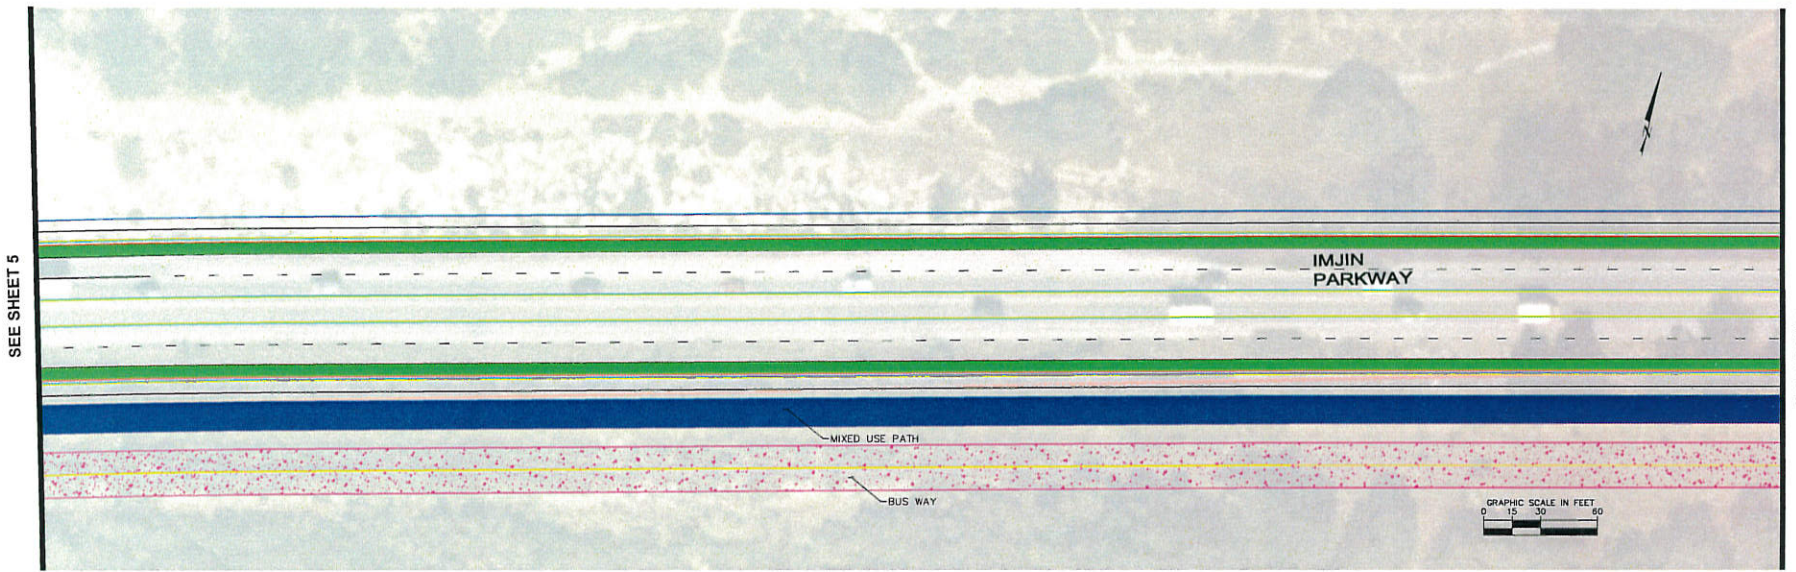 SEE SHEET 5
IMJIN
PARKWAY
MIXED USE PATH
BUS WAY
GRAPHIC SCALE IN FEET
0 15 30 60